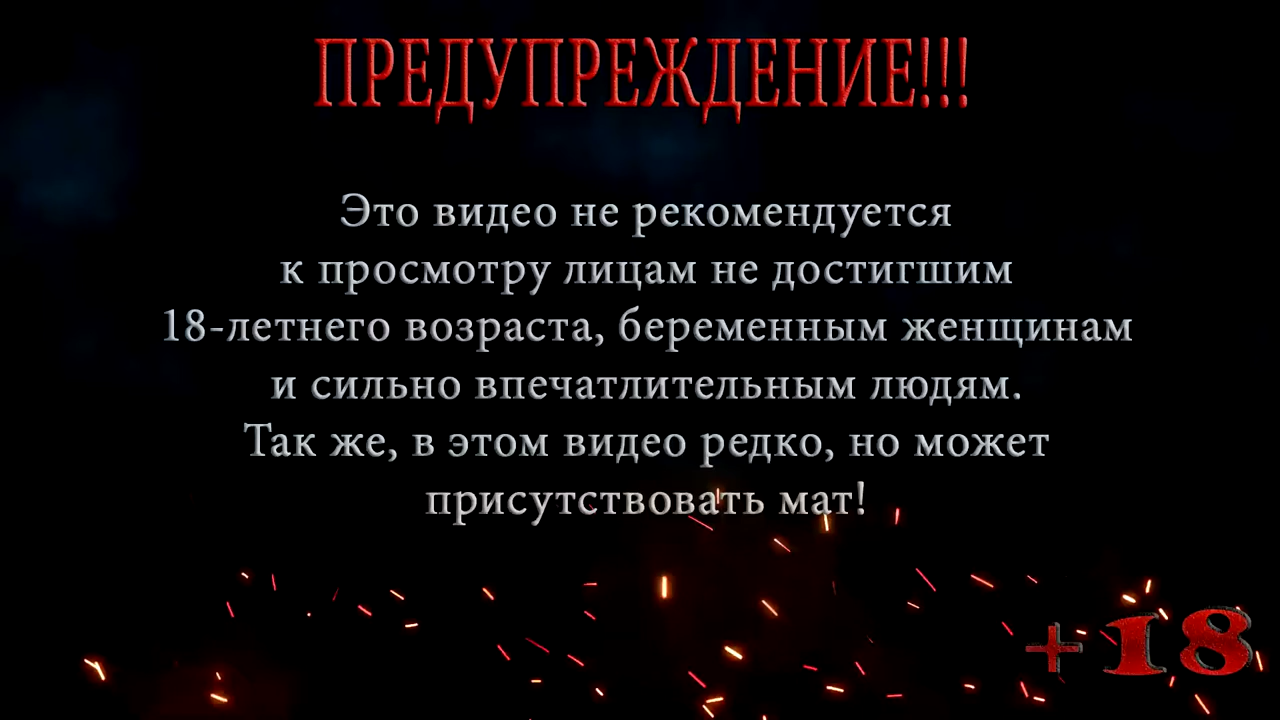 ПРЕДУПРЕЖДЕНИЕ!!!
Это видео не рекомендуется
к просмотру лицам не достигшим
18-летнего возраста, беременным женщинам
и сильно впечатлительным людям.
Так же, в этом видео редко, но может
присутствовать мат!
+18